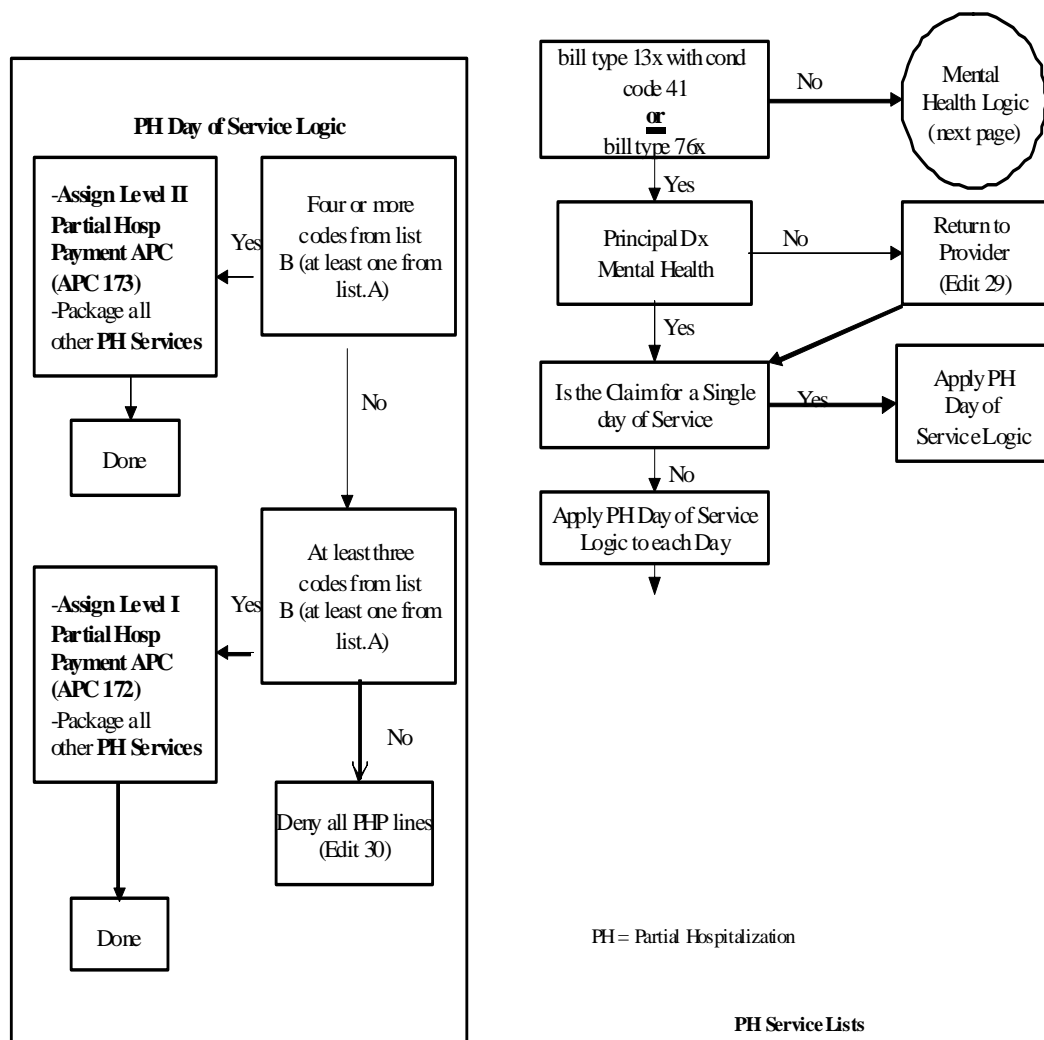 PH Day of Service Logic
-Assign Level II
Partial Hosp
Payment APC
(APC 173)
-Package all
other PH Services
Yes
Four or more
codes from list
B (at least one from
list.A)
No
Done
At least three
codes from list
B (at least one from
list.A)
Yes
-Assign Level I
Partial Hosp
Payment APC
(APC 172)
-Package all
other PH Services
No
Deny all PHP lines
(Edit 30)
Done
bill type 13x with cond
code 41
or
bill type 76x
No
Mental
Health Logic
(next page)
Yes
Principal Dx
Mental Health
No
Return to
Provider
(Edit 29)
Yes
Is the Claim for a Single
day of Service
Yes
Apply PH
Day of
Service Logic
No
Apply PH Day of Service
Logic to each Day
PH = Partial Hospitalization
PH Service Lists